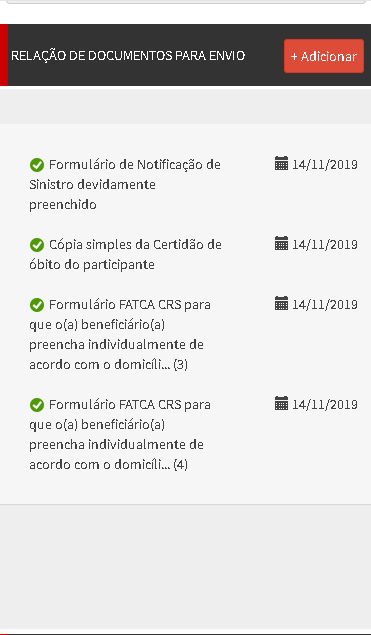 RELAÇÃO DE DOCUMENTOS PARA ENVIO
+ Adicionar
Formulário de Notificação de 14/11/2019
Sinistro devidamente
preenchido
Cópia simples da Certidão de 14/11/2019
óbito do participante
Formulário FATCA CRS para 14/11/2019
que o(a) beneficiário(a)
preencha individualmente de
acordo com o domicíli... (3)
Formulário FATCA CRS para 14/11/2019
que o(a) beneficiário(a)
preencha individualmente de
acordo com o domicíli... (4)